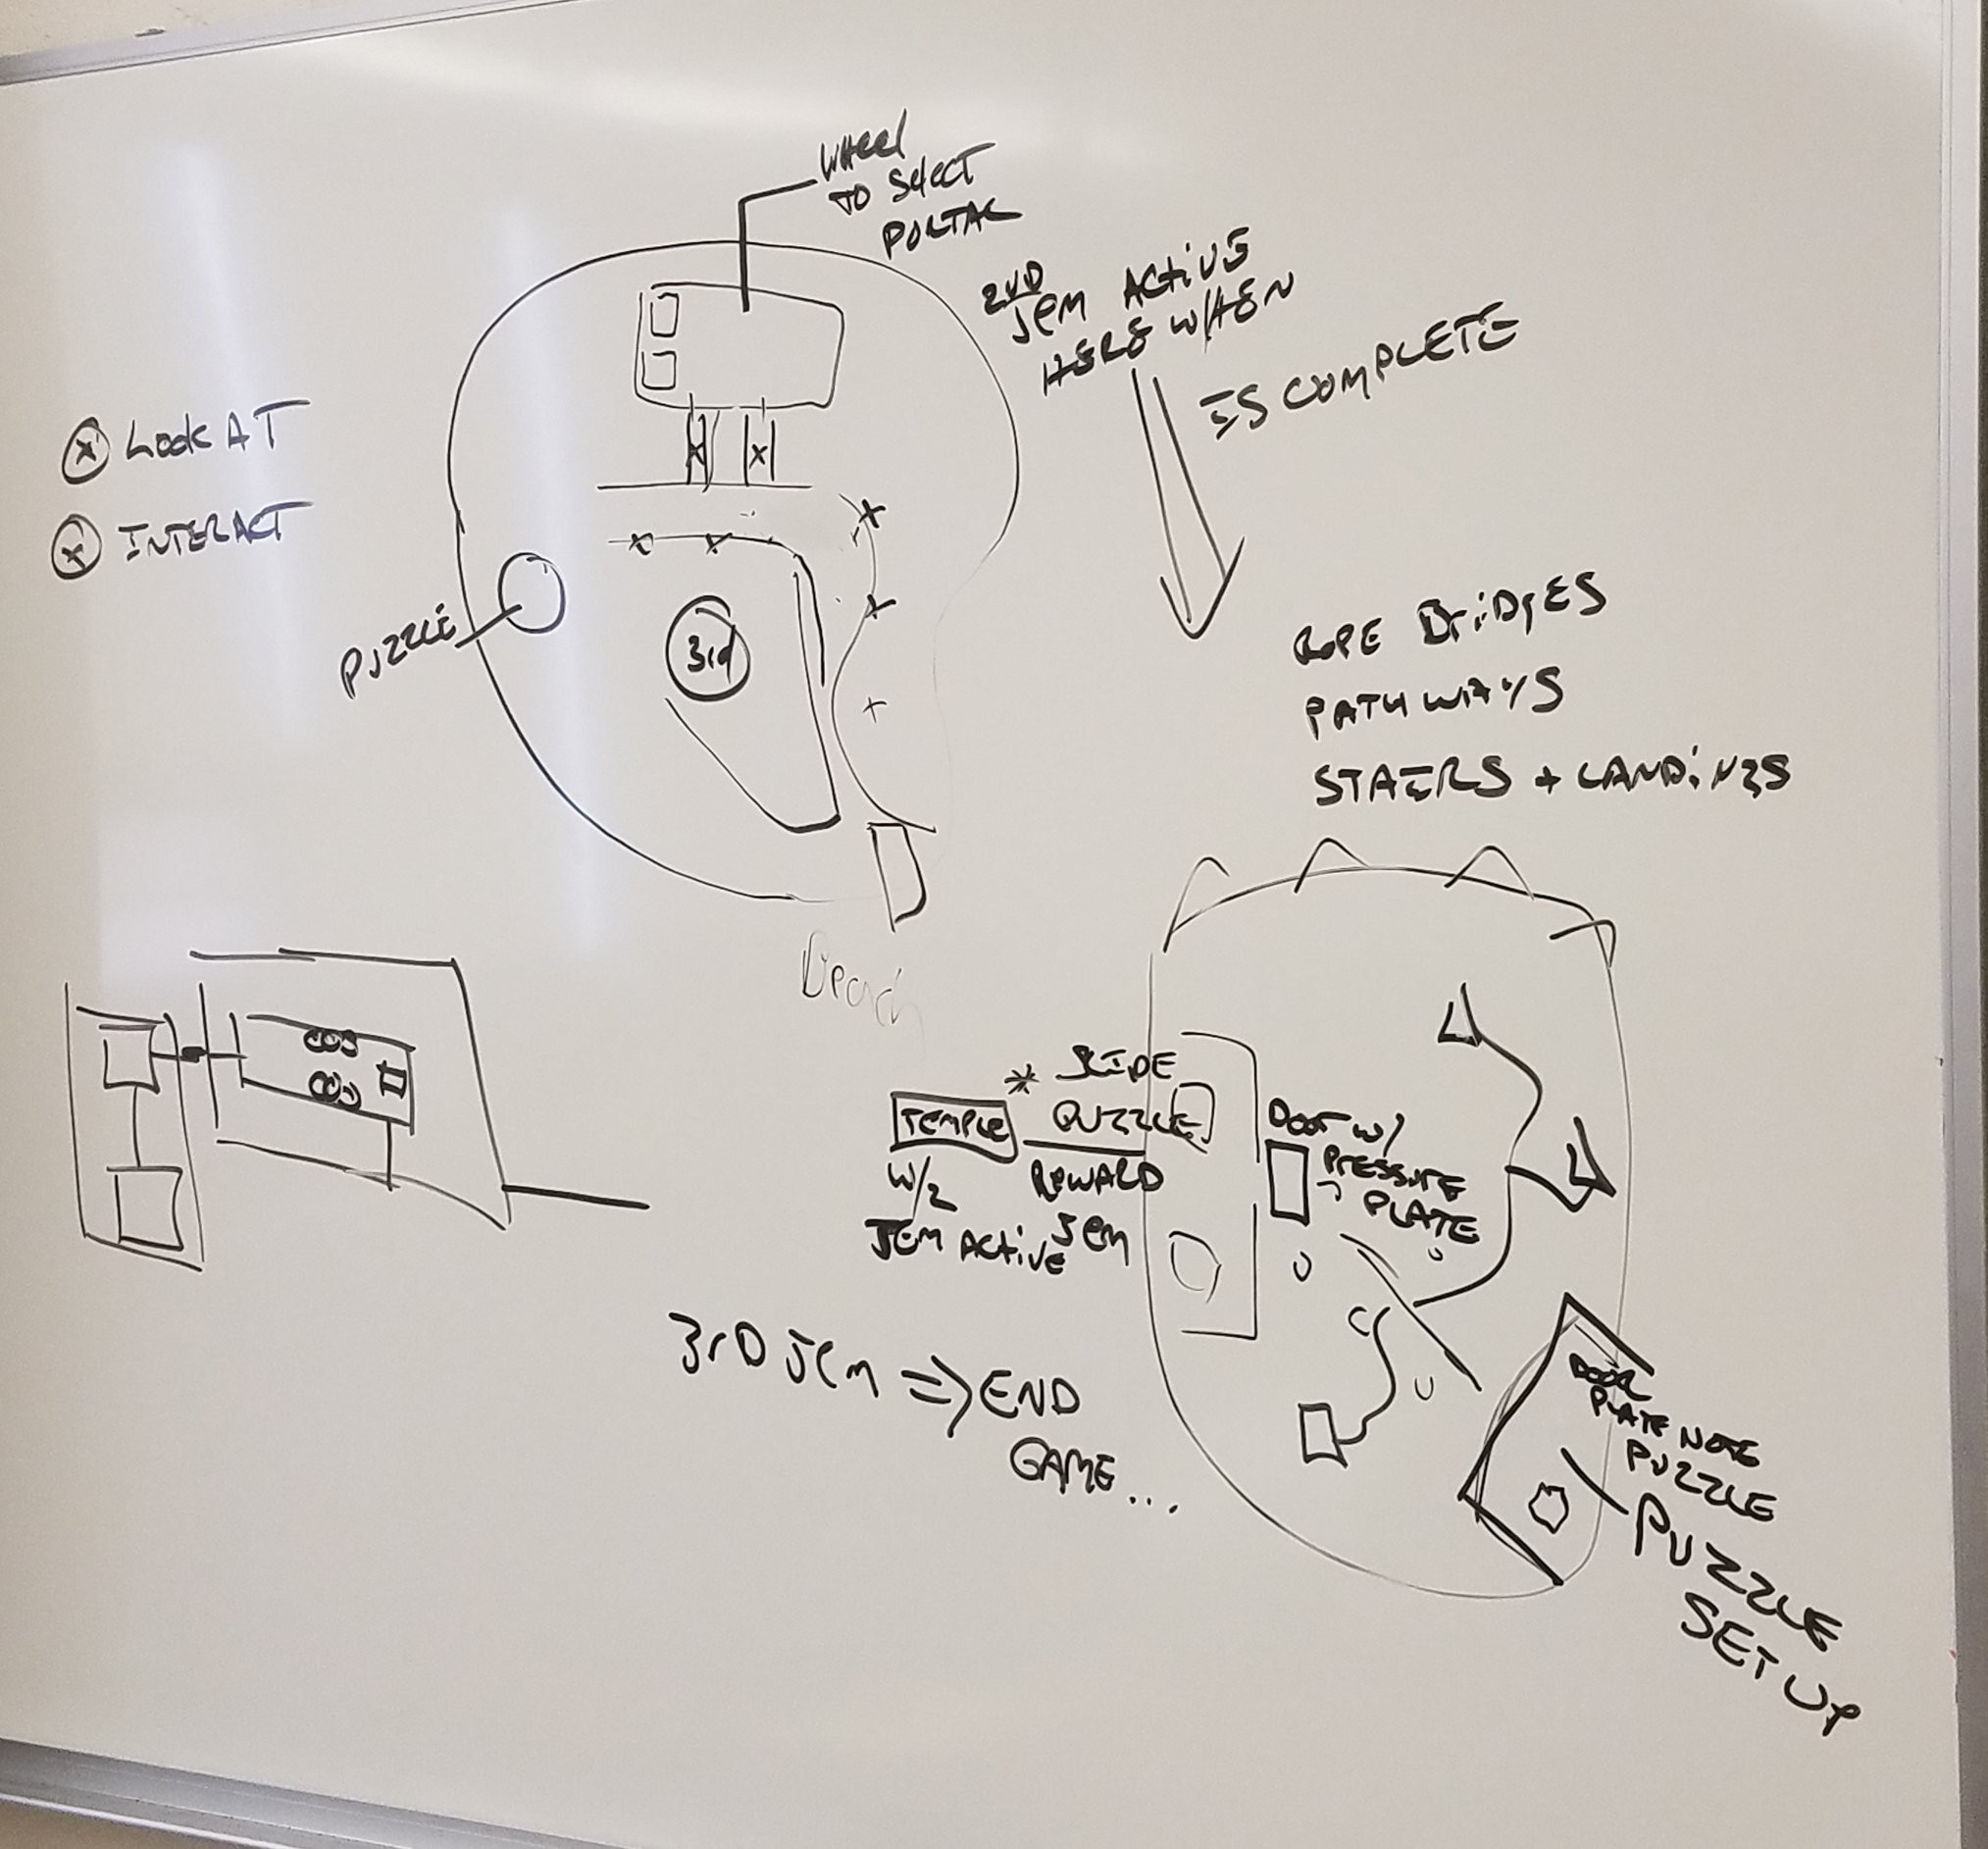 WHEEL
TO SELECT
PORTAL
2ND
JEM ACTIVE
HERE WHEN
IS COMPLETE
X LOOK AT
X INTERACT
PUZZLE
3rd
ROPE BRIDGES
PATHWAYS
STAIRS + LANDINGS
Beach
* SLIDE
PUZZLE
TEMPLE
W/2
JEM ACTIVE
REWARD
JEM
DOOR W/
PRESSURE
PLATE
3rD JEM => END
GAME...
DOOR
PLATE NOTE
PUZZLE
PUZZLE
SET UP